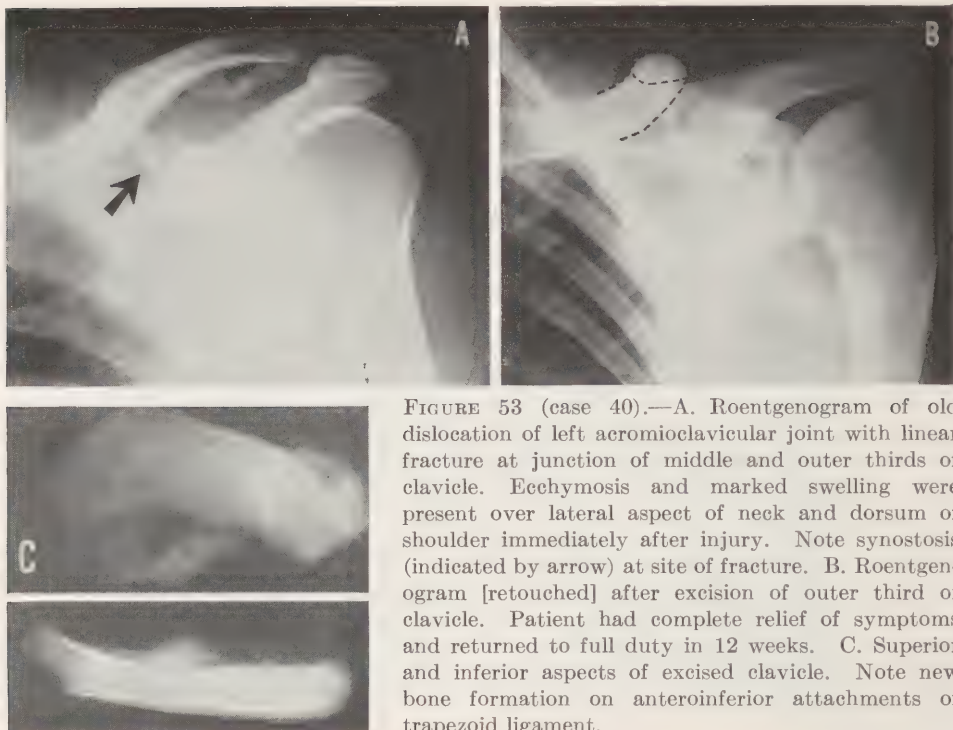 A
B
C
FIGURE 53 (case 40).—A. Roentgenogram of old
dislocation of left acromioclavicular joint with linear
fracture at junction of middle and outer thirds o
clavicle. Ecchymosis and marked swelling were
present over lateral aspect of neck and dorsum o
shoulder immediately after injury. Note synostosis
(indicated by arrow) at site of fracture. B. Roentgen-
ogram [retouched] after excision of outer third o
clavicle. Patient had complete relief of symptoms
and returned to full duty in 12 weeks. C. Superior
and inferior aspects of excised clavicle. Note new
bone formation on anteroinferior attachments o
trapezoid ligament.